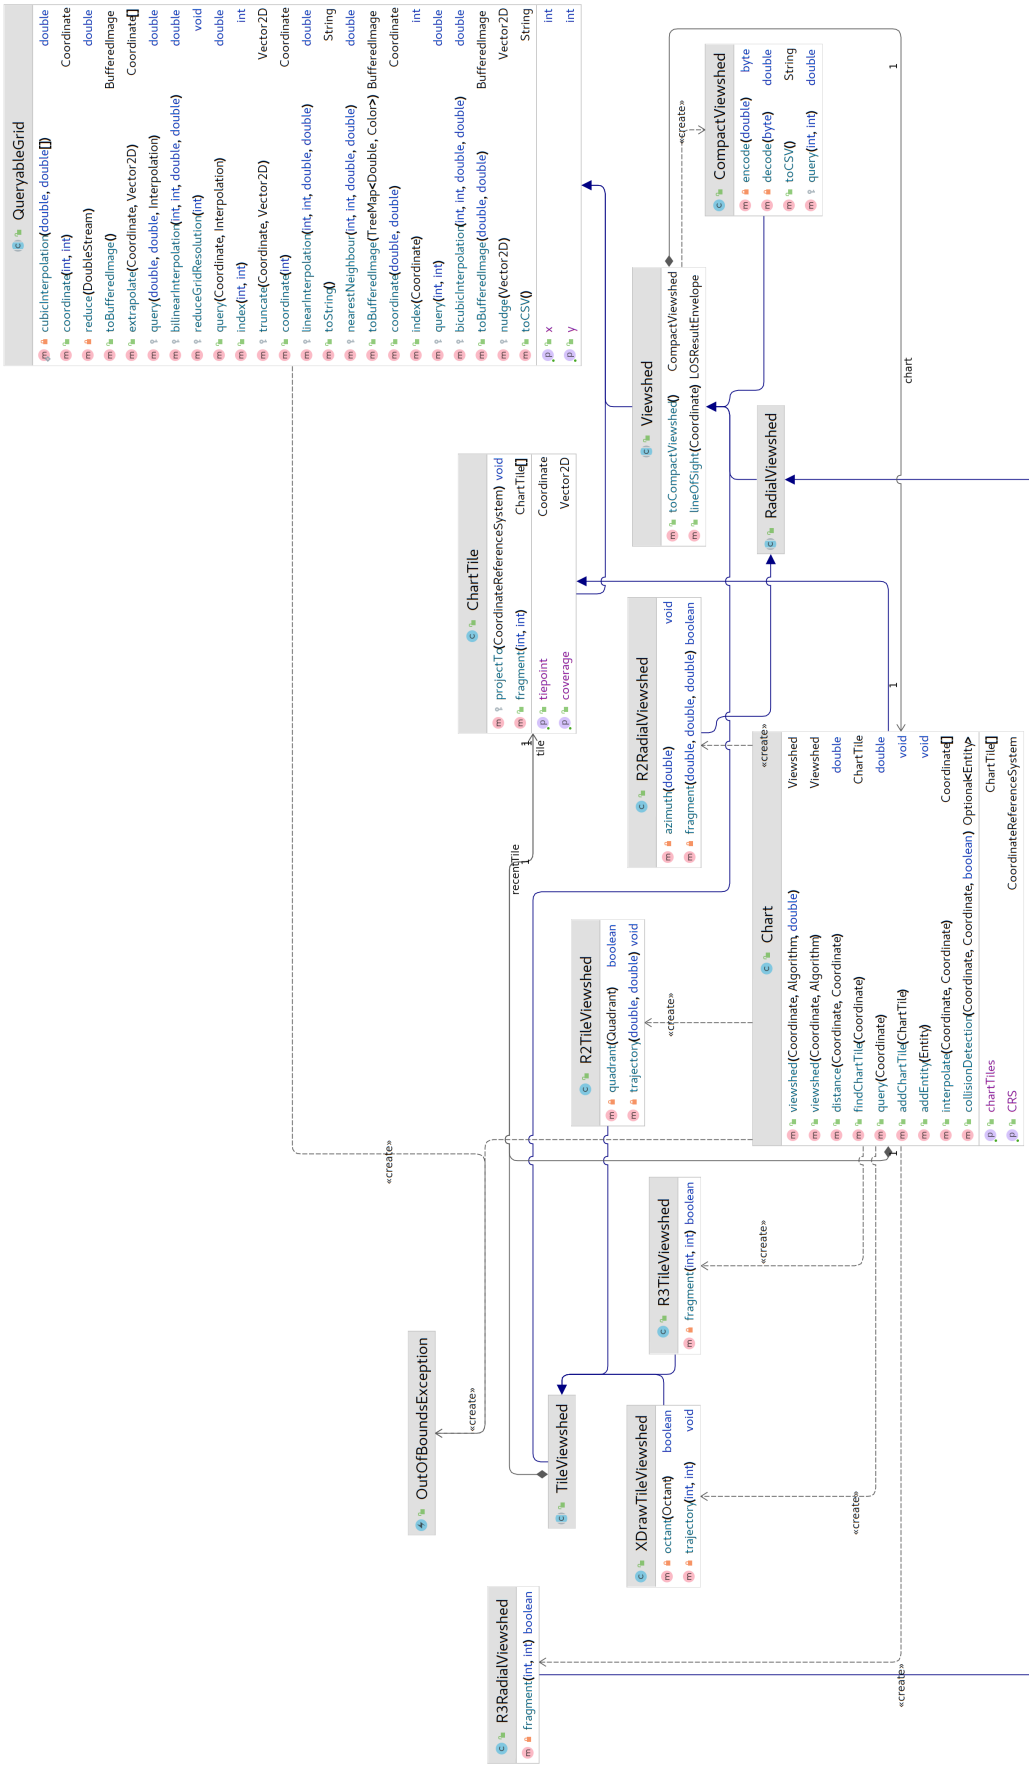 QueryableGrid
cubicInterpolation(double, double[]) double
coordinate(int, int) Coordinate
reduce(DoubleStream) double
toBufferedImage() BufferedImage
extrapolate(Coordinate, Vector2D) Coordinate[]
query(double, double, Interpolation) double
bilinearInterpolation(int, int, double, double) double
reduceGridResolution(int) void
query(Coordinate, Interpolation) double
index(int, int) int
truncate(Coordinate, Vector2D) Vector2D
coordinate(int) Coordinate
linearInterpolation(int, int, double, double) double
toString() String
nearestNeighbour(int, int, double, double) double
toBufferedImage(TreeMap<Double, Color>) BufferedImage
coordinate(double, double) Coordinate
index(Coordinate) int
query(int, int) double
bicubicInterpolation(int, int, double, double) double
toBufferedImage(double, double, double) BufferedImage
nudge(Vector2D) Vector2D
toCSV() String
x int
y int
«create»
OutOfBoundsException
«create»
ChartTile
projectTo(CoordinateReferenceSystem) void
fragment(int, int) ChartTile[]
tiepoint Coordinate
coverage Vector2D
1
tile
recentTile
1
R3RadialViewshed
fragment(int, int) boolean
TileViewshed
R2TileViewshed
quadrant(Quadrant) boolean
trajectory(double, double) void
«create»
XDrawTileViewshed
octant(Octant) boolean
trajectory(int, int) void
R3TileViewshed
fragment(int, int) boolean
R2RadialViewshed
azimuth(double) void
fragment(double, double, double) boolean
Viewshed
toCompactViewshed() CompactViewshed
lineOfSight(Coordinate) LOSResultEnvelope
«create»
CompactViewshed
encode(double) byte
decode(byte) double
toCSV() String
query(int, int) double
RadialViewshed
«create»
«create»
Chart
viewshed(Coordinate, Algorithm, double) Viewshed
viewshed(Coordinate, Algorithm) Viewshed
distance(Coordinate, Coordinate) double
findChartTile(Coordinate) ChartTile
query(Coordinate) double
addChartTile(ChartTile) void
addEntity(Entity) void
interpolate(Coordinate, Coordinate) Coordinate[]
collisionDetection(Coordinate, Coordinate, boolean) Optional<Entity>
chartTiles ChartTile[]
CRS CoordinateReferenceSystem
«create»
«create»
1
1
1
chart